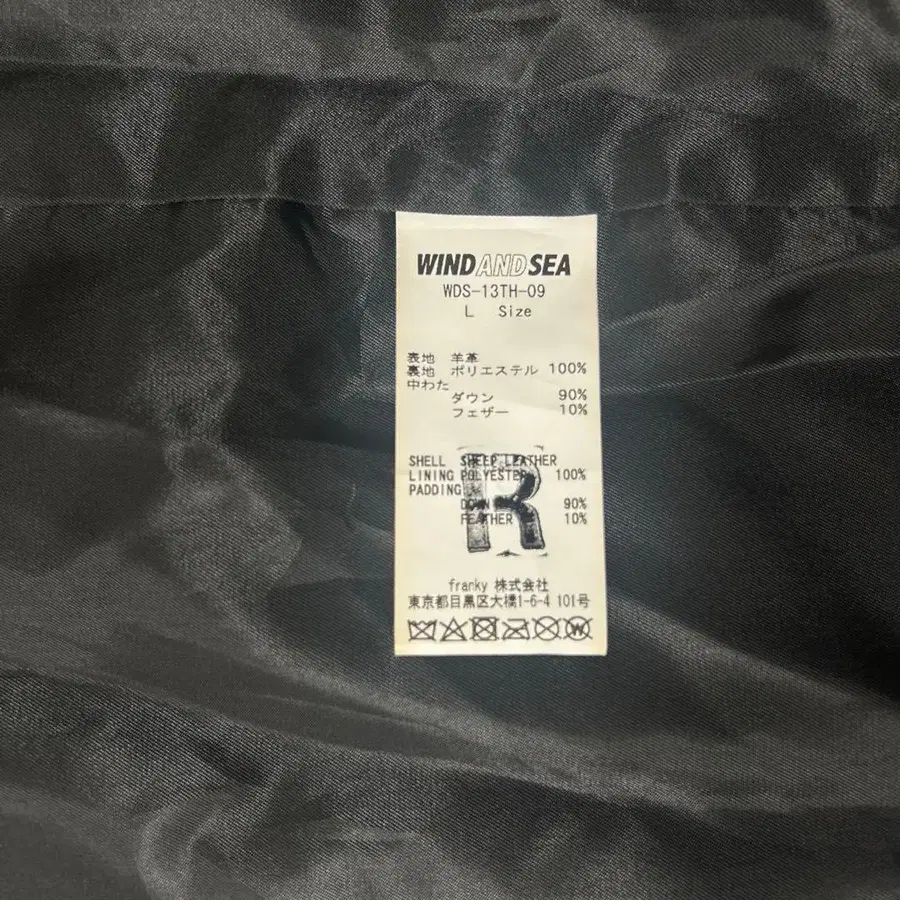 WINDANDSEA
WDS-13TH-09
L Size
表地 羊革
裏地 ポリエステル 100%
中わた
ダウン 90%
フェザー 10%
SHELL SHEEP LEATHER
LINING POLYESTER 100%
PADDING
DOWN 90%
FEATHER 10%
R
franky 株式会社
東京都目黒区大橋1-6-4 101号
W